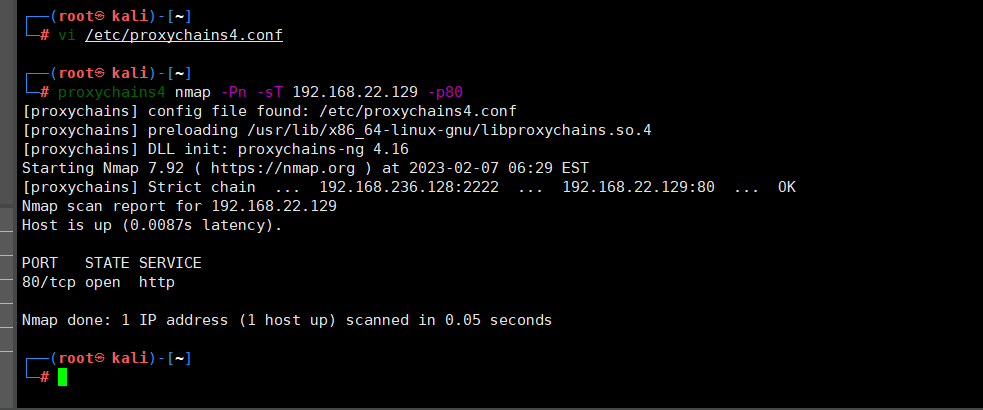 ┌──(root㉿ kali)-[~]
└─# vi /etc/proxychains4.conf
┌──(root㉿ kali)-[~]
└─# proxychains4 nmap -Pn -sT 192.168.22.129 -p80
[proxychains] config file found: /etc/proxychains4.conf
[proxychains] preloading /usr/lib/x86_64-linux-gnu/libproxychains.so.4
[proxychains] DLL init: proxychains-ng 4.16
Starting Nmap 7.92 ( https://nmap.org ) at 2023-02-07 06:29 EST
[proxychains] Strict chain  ...  192.168.236.128:2222  ...  192.168.22.129:80  ...  OK
Nmap scan report for 192.168.22.129
Host is up (0.0087s latency).
PORT   STATE SERVICE
80/tcp open  http
Nmap done: 1 IP address (1 host up) scanned in 0.05 seconds
┌──(root㉿ kali)-[~]
└─#